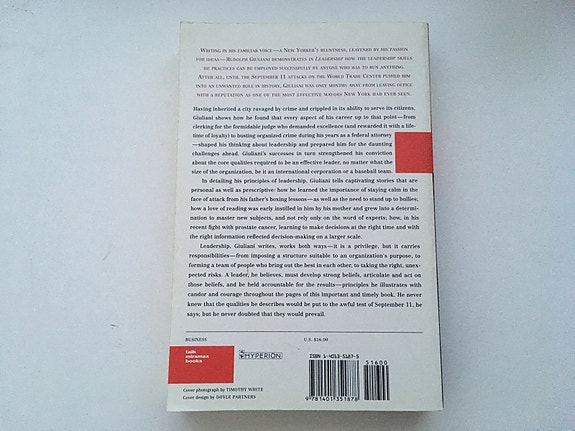 WRITING IN HIS FAMILIAR VOICE—A NEW YORKER'S BLUNTNESS, LEAVENED BY HIS PASSION
FOR IDEAS—RUDOLPH GIULIANI DEMONSTRATES IN LEADERSHIP HOW THE LEADERSHIP SKILLS
HE PRACTICES CAN BE EMPLOYED SUCCESSFULLY BY ANYONE WHO HAS TO RUN ANYTHING.
AFTER ALL, UNTIL THE SEPTEMBER 11 ATTACKS ON THE WORLD TRADE CENTER PUSHED HIM
INTO AN UNWANTED ROLE IN HISTORY, GIULIANI WAS ONLY MONTHS AWAY FROM LEAVING OFFICE
WITH A REPUTATION AS ONE OF THE MOST EFFECTIVE MAYORS NEW YORK HAD EVER SEEN.
Having inherited a city ravaged by crime and crippled in its ability to serve its citizens,
Giuliani shows how he found that every aspect of his career up to that point—from
clerking for the formidable judge who demanded excellence (and rewarded it with a life-
time of loyalty) to busting organized crime during his years as a federal attorney
—shaped his thinking about leadership and prepared him for the daunting
challenges ahead. Giuliani's successes in turn strengthened his conviction
about the core qualities required to be an effective leader, no matter what the
size of the organization, be it an international corporation or a baseball team.
In detailing his principles of leadership, Giuliani tells captivating stories that are
personal as well as prescriptive: how he learned the importance of staying calm in the
face of attack from his father's boxing lessons—as well as the need to stand up to bullies;
how a love of reading was early instilled in him by his mother and grew into a determi-
nation to master new subjects, and not rely only on the word of experts; how, in his
recent fight with prostate cancer, learning to make decisions at the right time and with
the right information reflected decision-making on a larger scale.
Leadership, Giuliani writes, works both ways—it is a privilege, but it carries
responsibilities—from imposing a structure suitable to an organization's purpose, to
forming a team of people who bring out the best in each other, to taking the right, unex-
pected risks. A leader, he believes, must develop strong beliefs, articulate and act on
those beliefs, and be held accountable for the results—principles he illustrates with
candor and courage throughout the pages of this important and timely book. He never
knew that the qualities he describes would be put to the awful test of September 11, he
says; but he never doubted that they would prevail.
BUSINESS
U.S. $16.00
talk
miramax
books
HYPERION
ISBN 1-4013-5187-5
51600
9 781401 351878
Cover photograph by TIMOTHY WHITE
Cover design by DOYLE PARTNERS